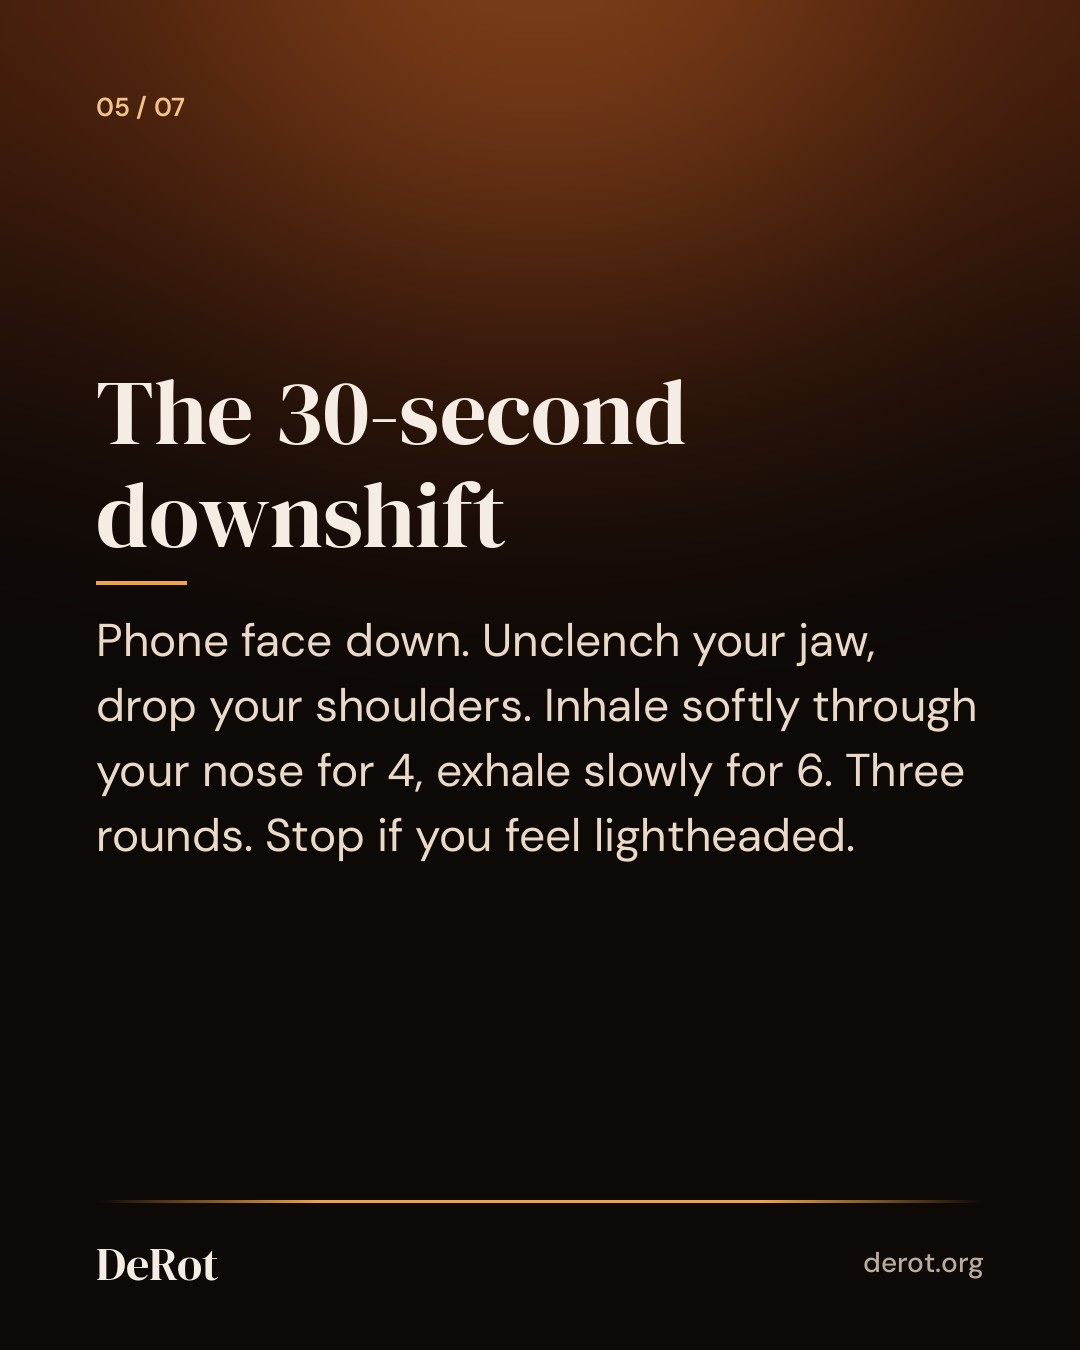 05 / 07
The 30-second
downshift
Phone face down. Unclench your jaw,
drop your shoulders. Inhale softly through
your nose for 4, exhale slowly for 6. Three
rounds. Stop if you feel lightheaded.
DeRot
derot.org